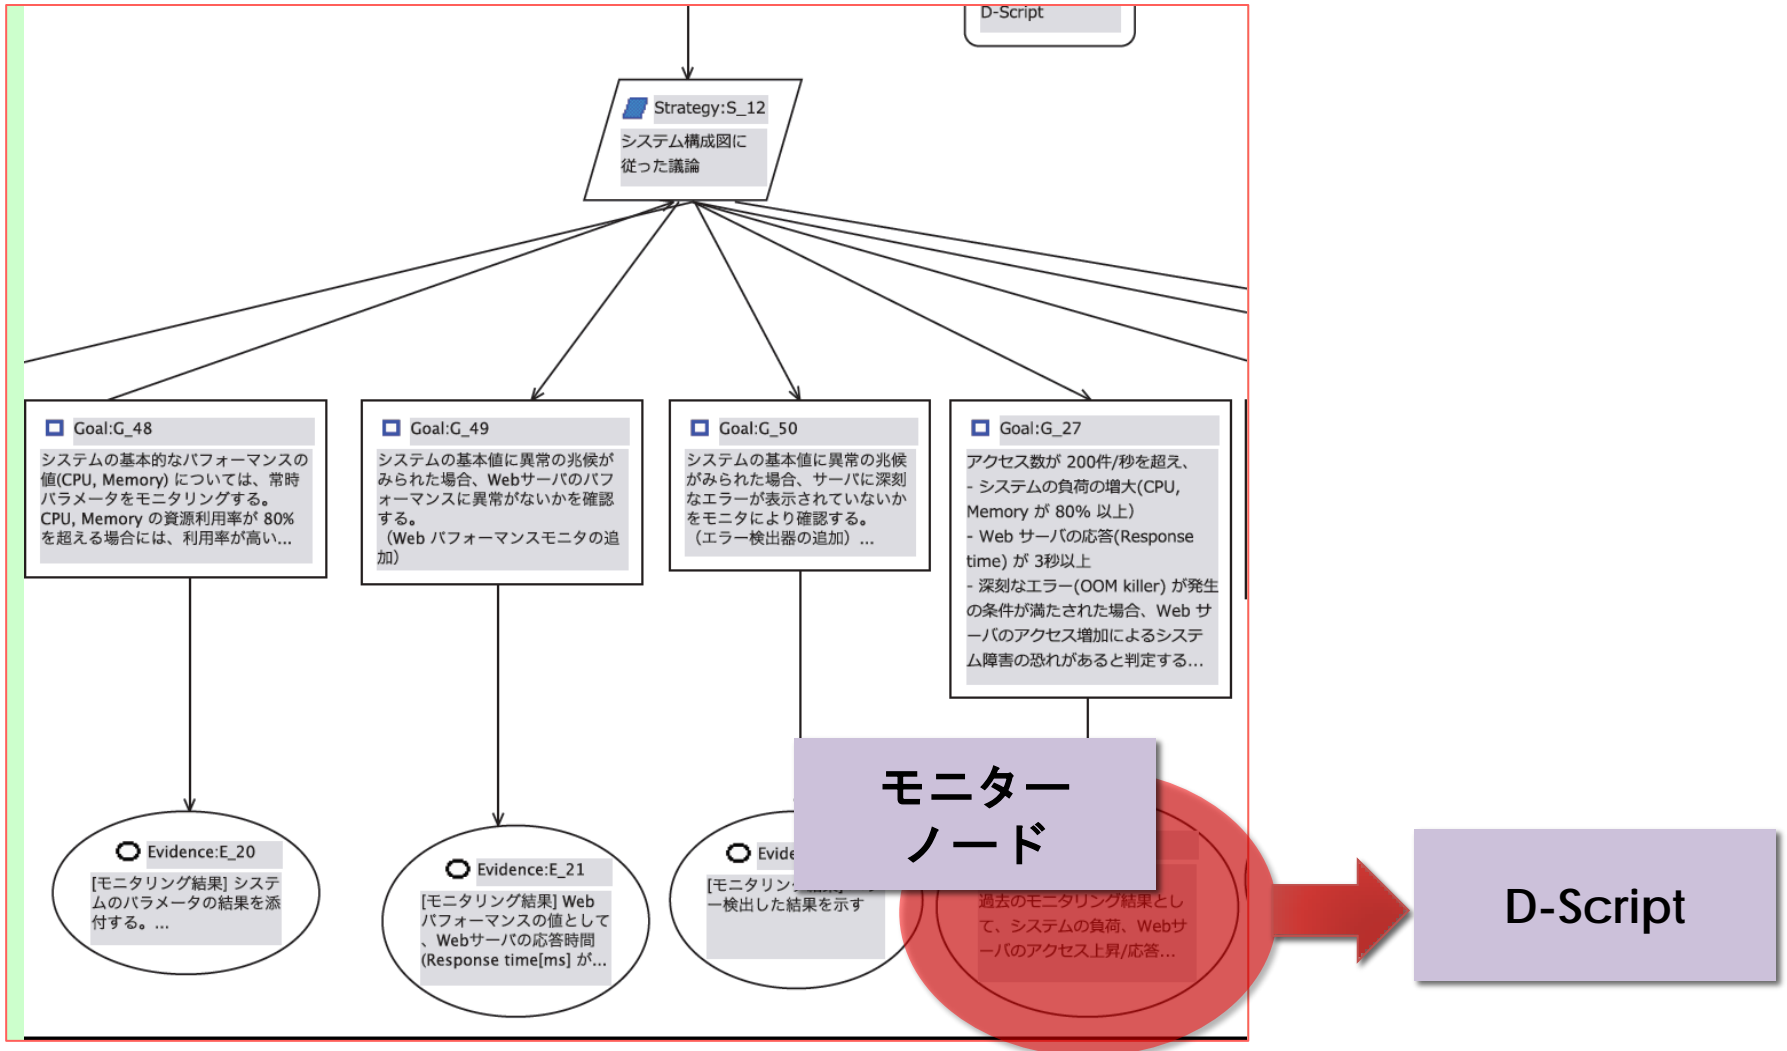 D-Script
Strategy:S_12
システム構成図に
従った議論
Goal:G_48
システムの基本的なパフォーマンスの
値(CPU, Memory) については、常時
パラメータをモニタリングする。
CPU, Memory の資源利用率が 80%
を超える場合には、利用率が高い...
Goal:G_49
システムの基本値に異常の兆候が
みられた場合、Webサーバのパフ
ォーマンスに異常がないかを確認
する。
（Web パフォーマンスモニタの追
加）
Goal:G_50
システムの基本値に異常の兆候
がみられた場合、サーバに深刻
なエラーが表示されていないか
をモニタにより確認する。
（エラー検出器の追加）...
Goal:G_27
アクセス数が 200件/秒を超え、
- システムの負荷の増大(CPU,
Memory が 80% 以上)
- Web サーバの応答(Response
time) が 3秒以上
- 深刻なエラー(OOM killer) が発生
の条件が満たされた場合、Web サ
ーバのアクセス増加によるシステ
ム障害の恐れがあると判定する...
Evidence:E_20
[モニタリング結果] システ
ムのパラメータの結果を添
付する。...
Evidence:E_21
[モニタリング結果] Web
パフォーマンスの値として
、Webサーバの応答時間
(Response time[ms] が...
Evide
[モニタリン
ー検出した結果を示す
モニター
ノード
過去のモニタリング結果とし
て、システムの負荷、Webサ
ーバのアクセス上昇/応答...
D-Script